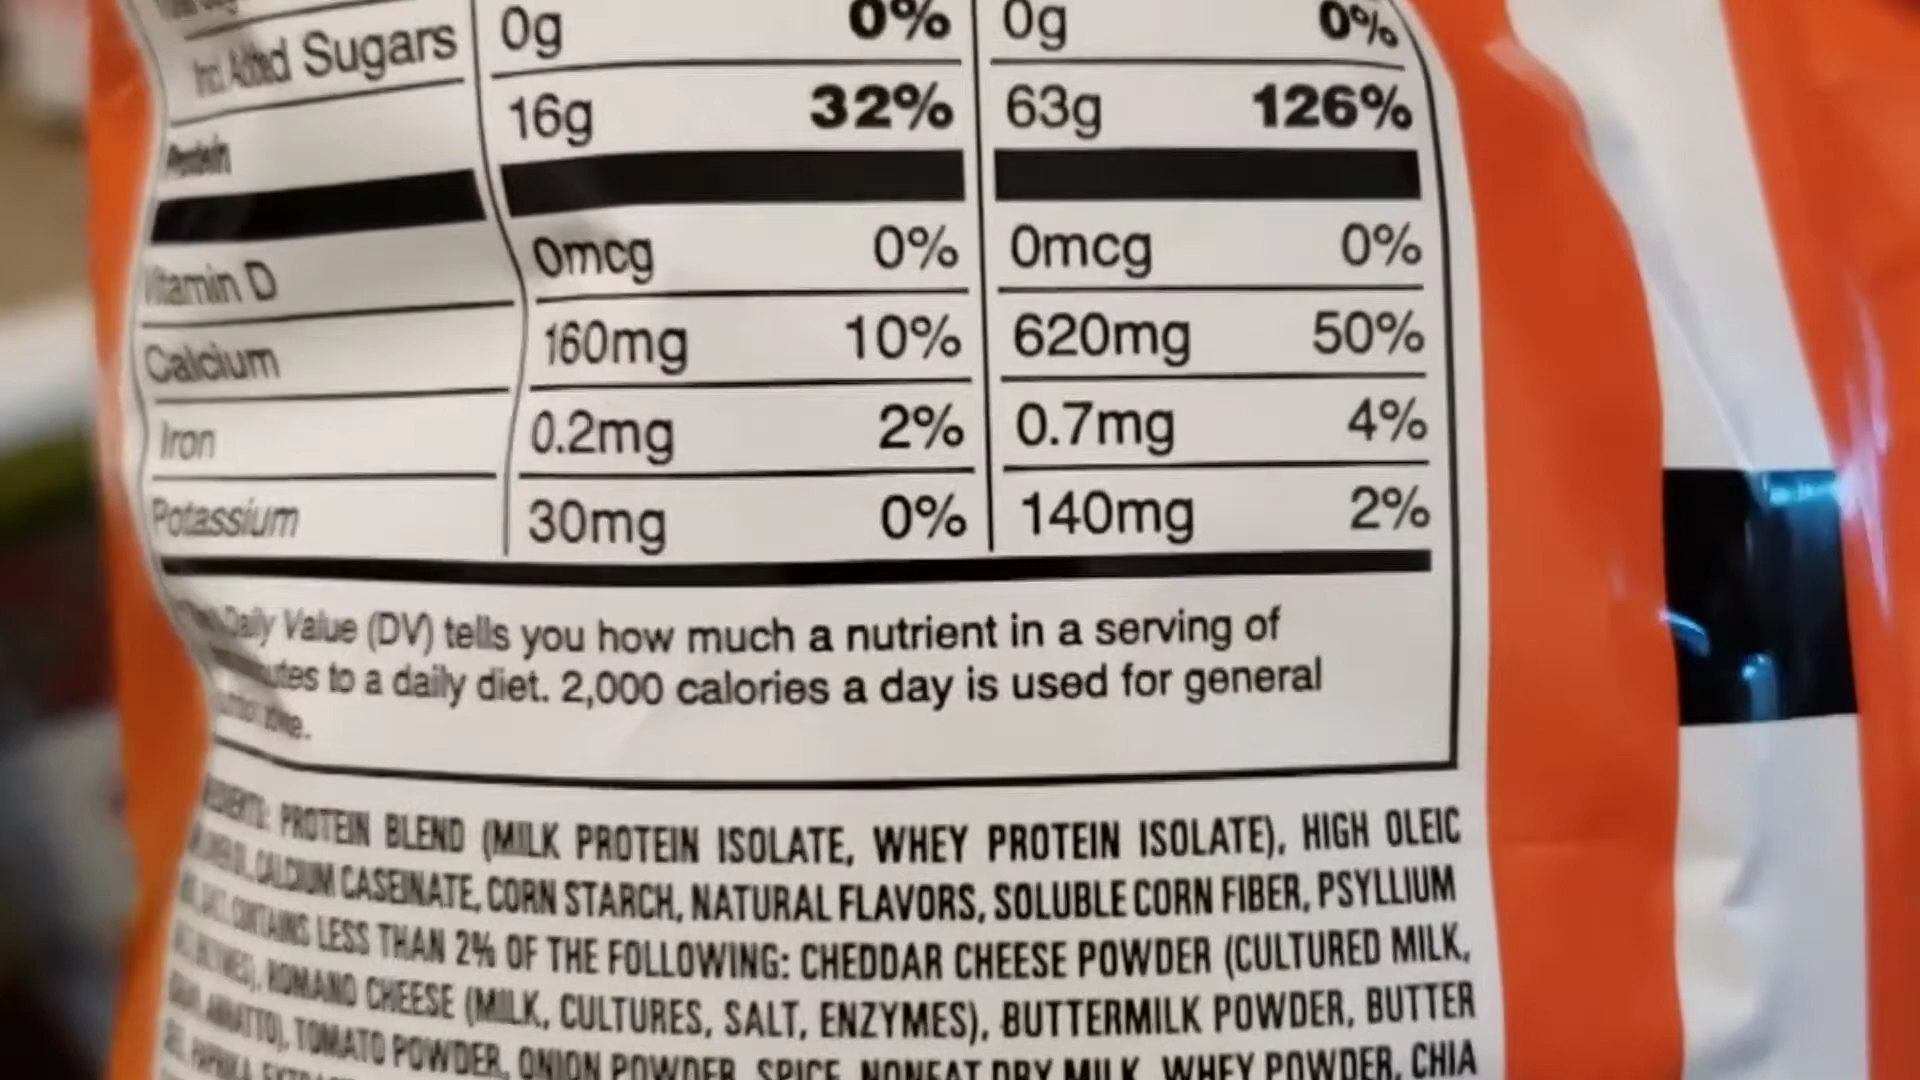 Incl. Added Sugars 0g 0% 0g 0%
Protein 16g 32% 63g 126%
Vitamin D 0mcg 0% 0mcg 0%
Calcium 160mg 10% 620mg 50%
Iron 0.2mg 2% 0.7mg 4%
Potassium 30mg 0% 140mg 2%
Daily Value (DV) tells you how much a nutrient in a serving of
to a daily diet. 2,000 calories a day is used for general
PROTEIN BLEND (MILK PROTEIN ISOLATE, WHEY PROTEIN ISOLATE), HIGH OLEIC
CALCIUM CASEINATE, CORN STARCH, NATURAL FLAVORS, SOLUBLE CORN FIBER, PSYLLIUM
CONTAINS LESS THAN 2% OF THE FOLLOWING: CHEDDAR CHEESE POWDER (CULTURED MILK,
ROMANO CHEESE (MILK, CULTURES, SALT, ENZYMES), BUTTERMILK POWDER, BUTTER
ANNATTO), TOMATO POWDER, ONION POWDER, SPICE, NONFAT DRY MILK, WHEY POWDER, CHIA
PAPRIKA